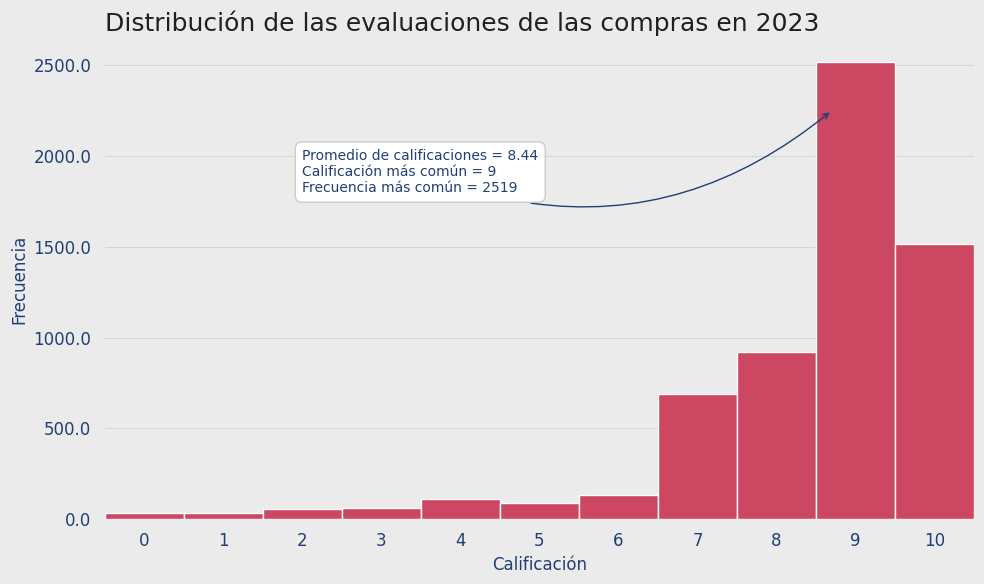 Distribución de las evaluaciones de las compras en 2023
2500.0
2000.0
1500.0
1000.0
500.0
0.0
Frecuencia
Promedio de calificaciones = 8.44
Calificación más común = 9
Frecuencia más común = 2519
0 1 2 3 4 5 6 7 8 9 10
Calificación